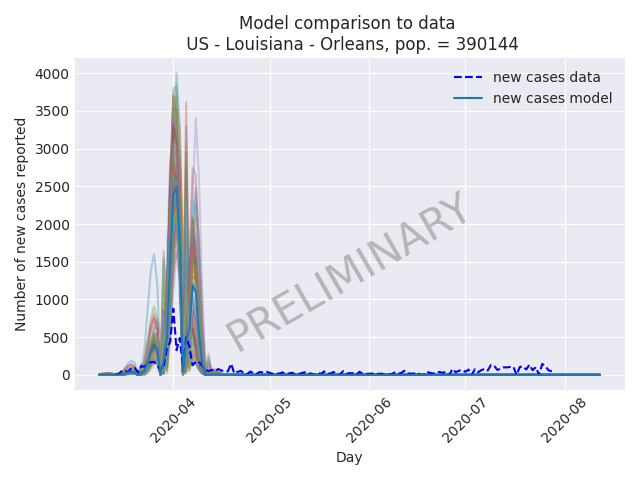 Model comparison to data
US - Louisiana - Orleans, pop. = 390144
new cases data
new cases model
Number of new cases reported
4000
3500
3000
2500
2000
1500
1000
500
0
PRELIMINARY
2020-04
2020-05
2020-06
2020-07
2020-08
Day